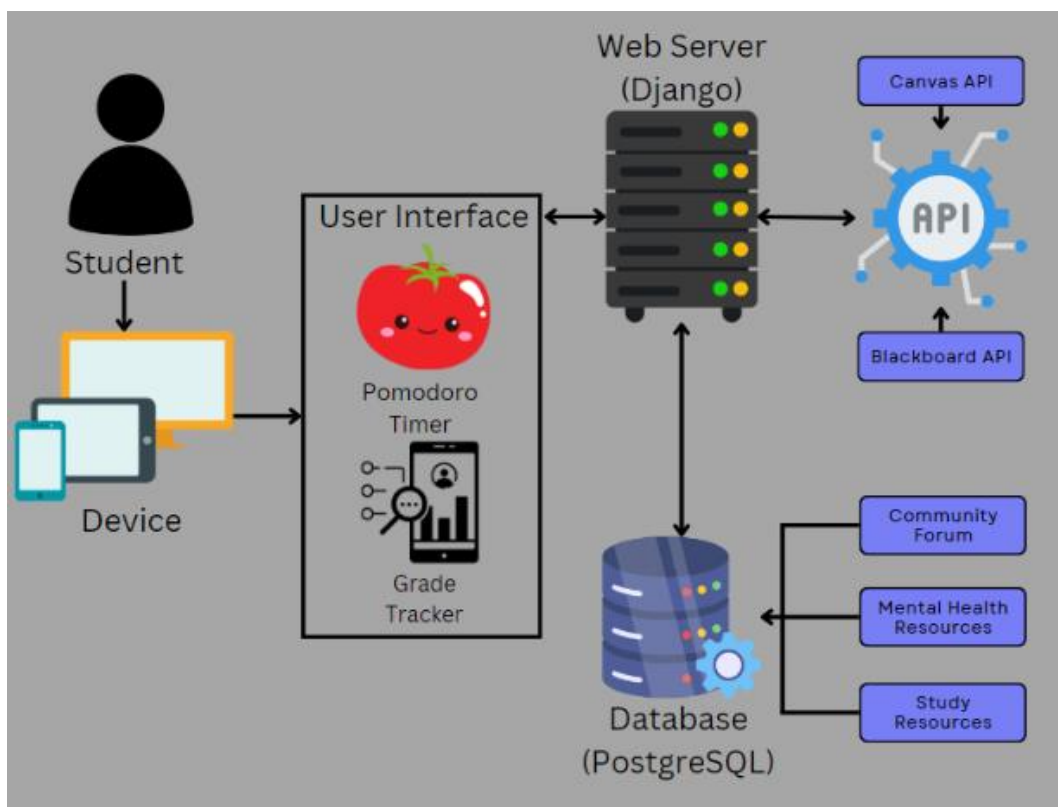 Student
Device
User Interface
Pomodoro
Timer
Grade
Tracker
Web Server
(Django)
Canvas API
API
Blackboard API
Database
(PostgreSQL)
Community
Forum
Mental Health
Resources
Study
Resources